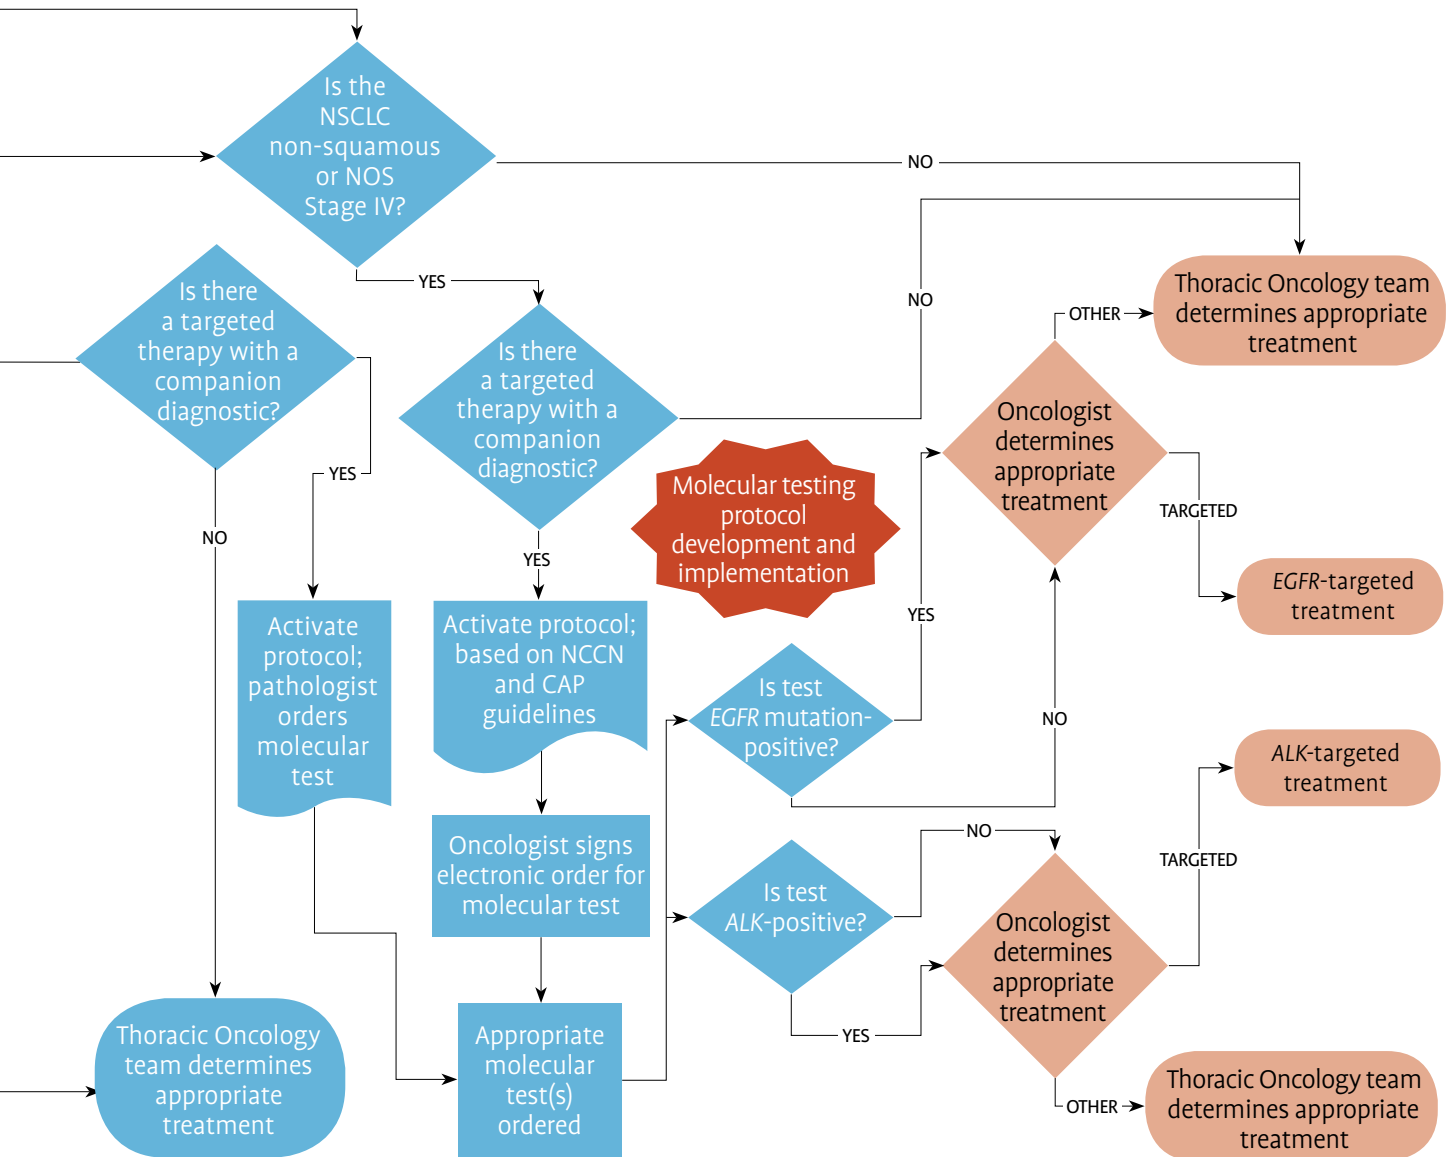 Is the
NSCLC
non-squamous
or NOS
Stage IV?
NO
YES
Is there
a targeted
therapy with a
companion
diagnostic?
YES
NO
Is there
a targeted
therapy with a
companion
diagnostic?
NO
YES
Thoracic Oncology team
determines appropriate
treatment
OTHER
Oncologist
determines
appropriate
treatment
TARGETED
EGFR-targeted
treatment
Molecular testing
protocol
development and
implementation
Activate
protocol;
pathologist
orders
molecular
test
Activate protocol;
based on NCCN
and CAP
guidelines
Is test
EGFR mutation-
positive?
YES
NO
ALK-targeted
treatment
Oncologist signs
electronic order for
molecular test
Is test
ALK-positive?
NO
YES
Oncologist
determines
appropriate
treatment
TARGETED
OTHER
Thoracic Oncology
team determines
appropriate
treatment
Appropriate
molecular
test(s)
ordered
Thoracic Oncology team
determines appropriate
treatment